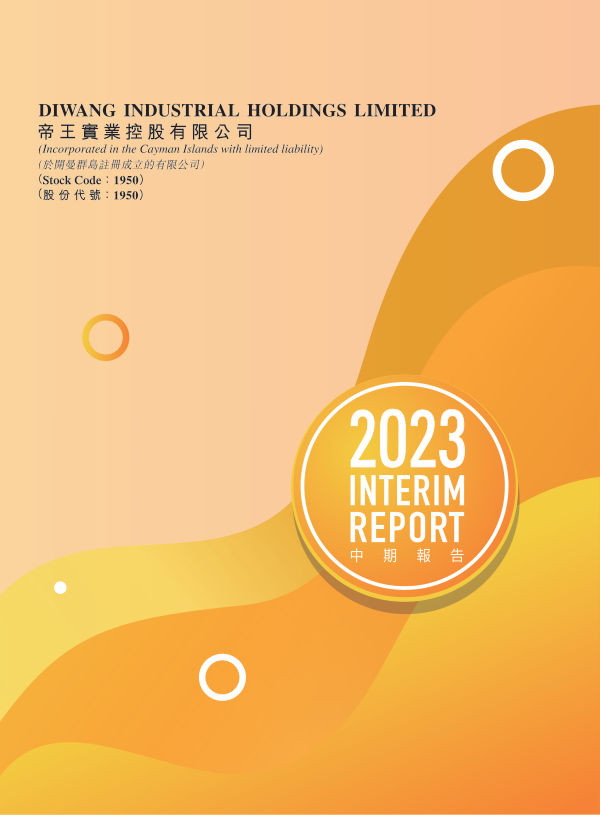 DIWANG INDUSTRIAL HOLDINGS LIMITED
帝王實業控股有限公司
(Incorporated in the Cayman Islands with limited liability)
(於開曼群島註冊成立的有限公司)
(Stock Code：1950)
(股份代號：1950)
2023
INTERIM
REPORT
中期報告